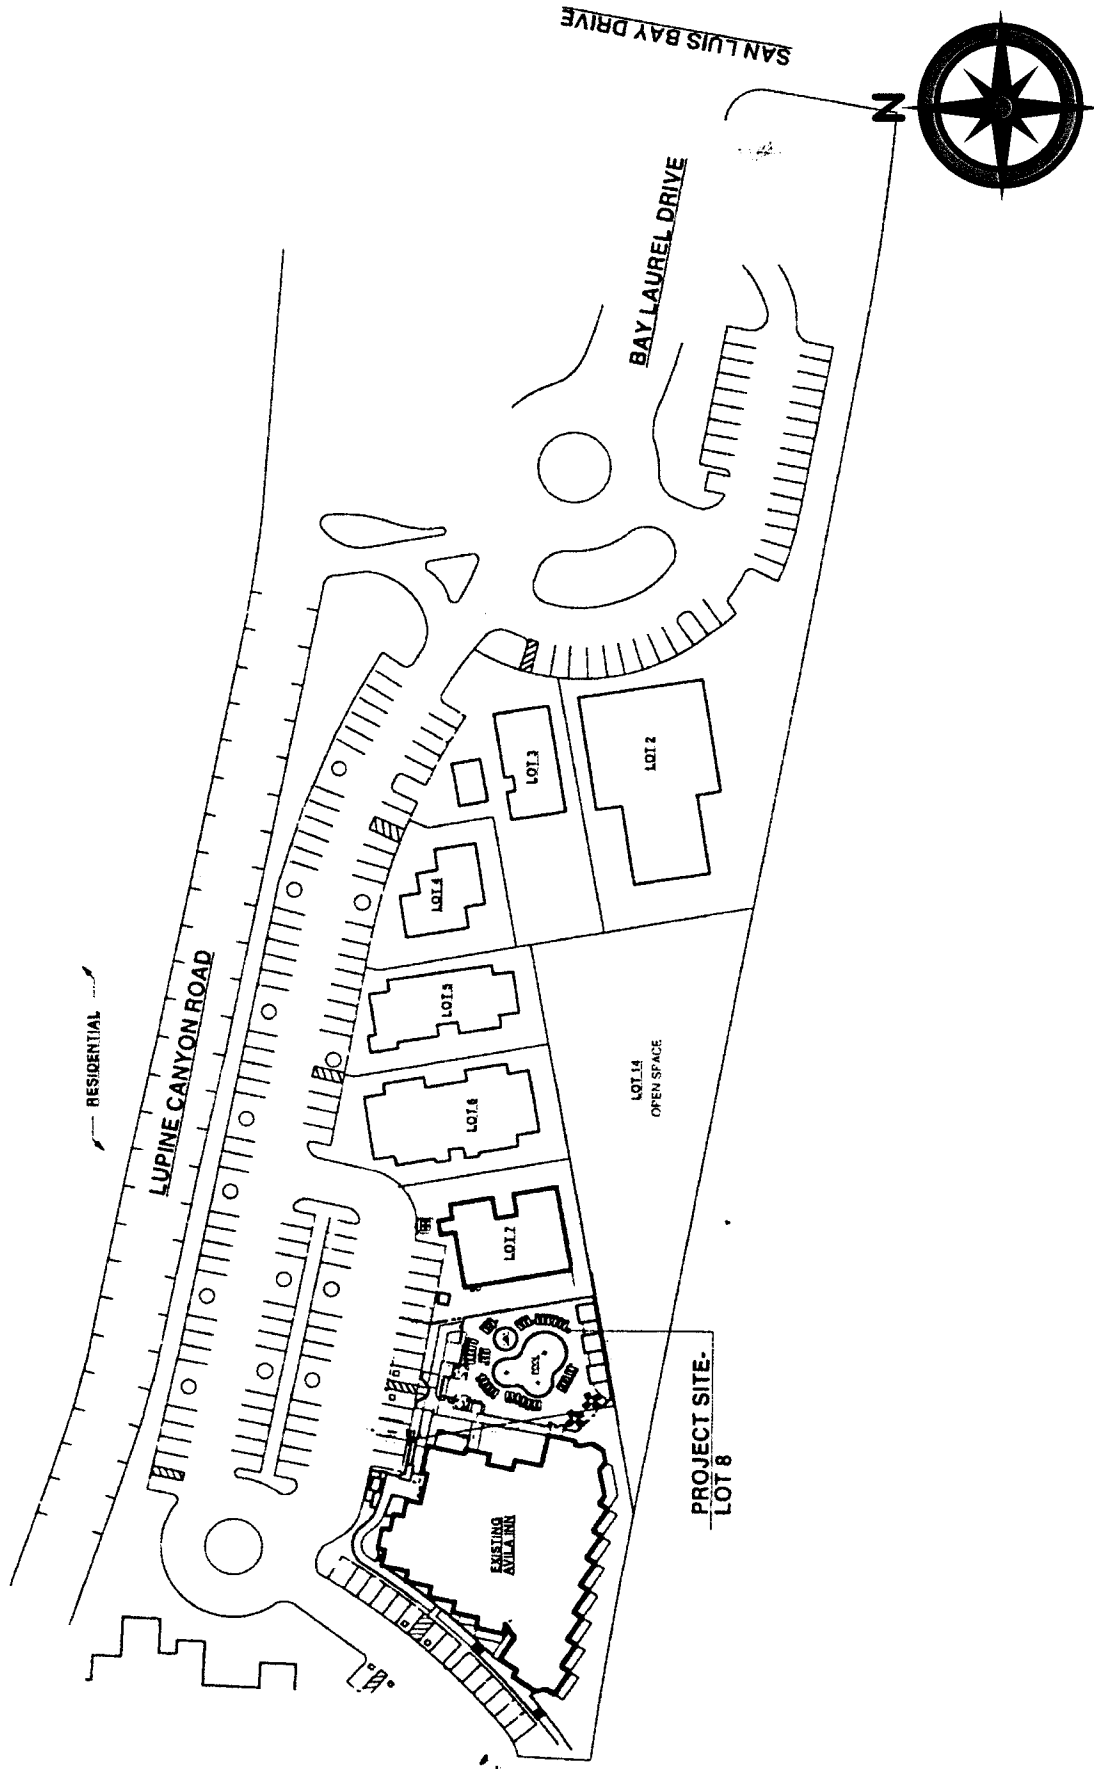 SAN LUIS BAY DRIVE
N
BAY LAUREL DRIVE
RESIDENTIAL
LUPINE CANYON ROAD
LOT 2
LOT 3
LOT 4
LOT 5
LOT 6
LOT 14
OPEN SPACE
LOT 7
POOL
PROJECT SITE-
LOT 8
EXISTING
AVILA INN